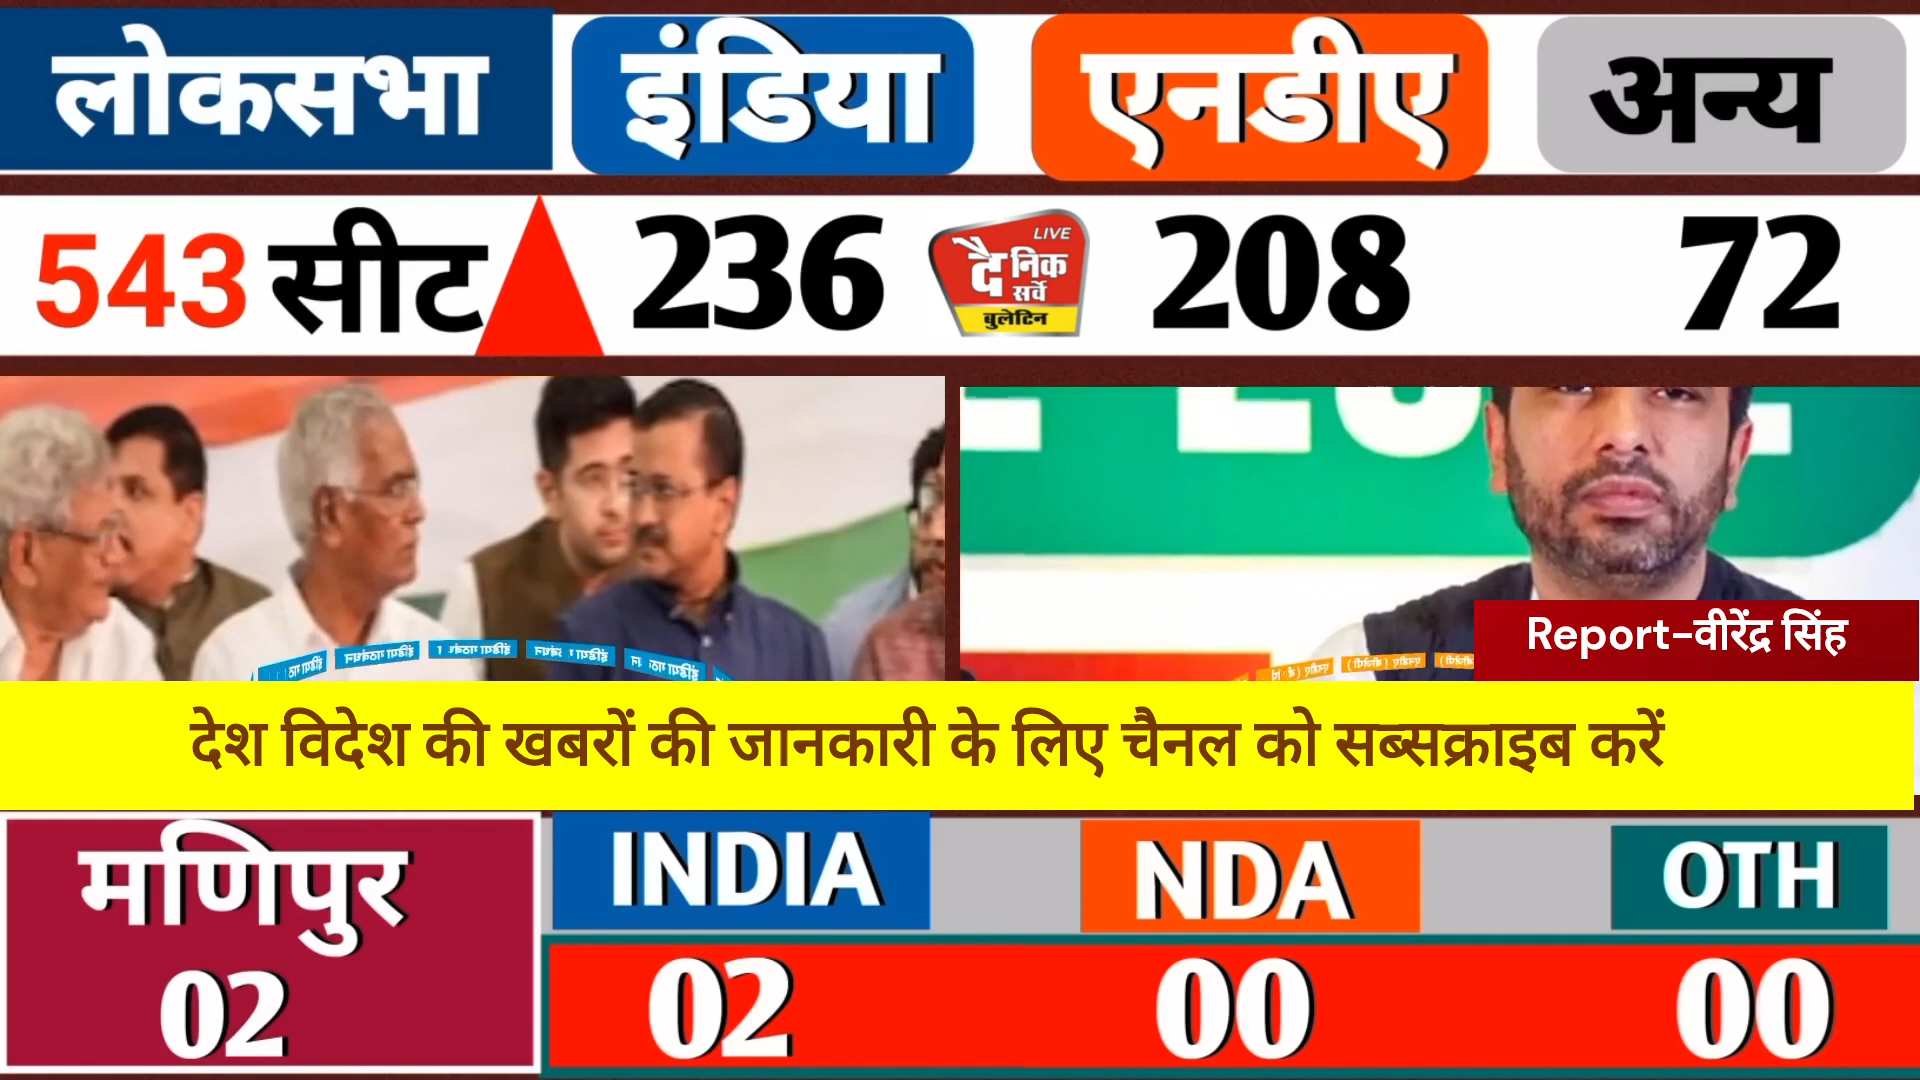 लोकसभा इंडिया एनडीए अन्य
543 सीट 236 208 72
LIVE
दैनिक
सर्वे
बुलेटिन
Report-वीरेंद्र सिंह
देश विदेश की खबरों की जानकारी के लिए चैनल को सब्सक्राइब करें
मणिपुर INDIA NDA OTH
02 02 00 00